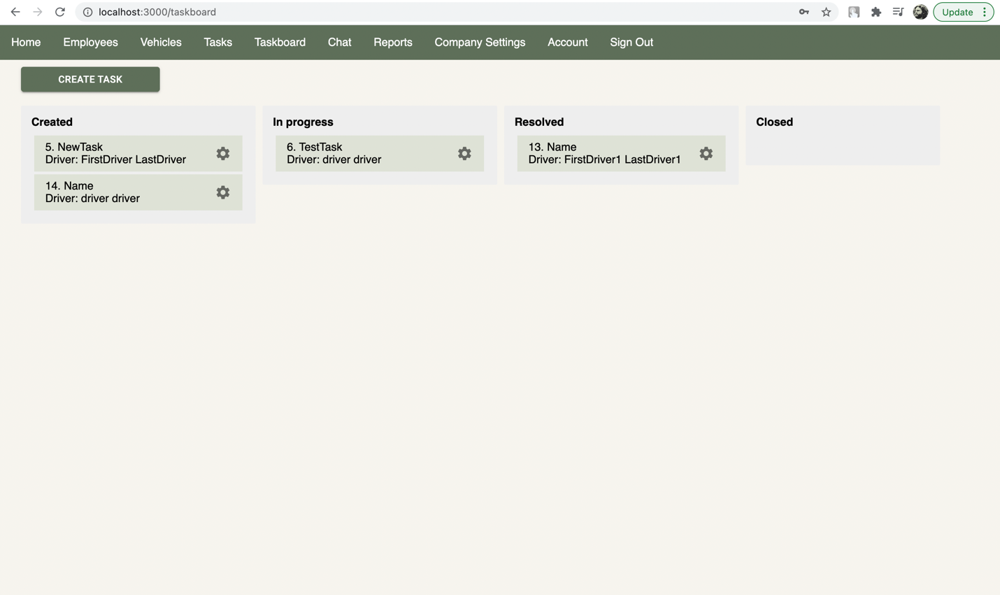 localhost:3000/taskboard
Update
Home Employees Vehicles Tasks Taskboard Chat Reports Company Settings Account Sign Out
CREATE TASK
Created
5. NewTask
Driver: FirstDriver LastDriver
14. Name
Driver: driver driver
In progress
6. TestTask
Driver: driver driver
Resolved
13. Name
Driver: FirstDriver1 LastDriver1
Closed